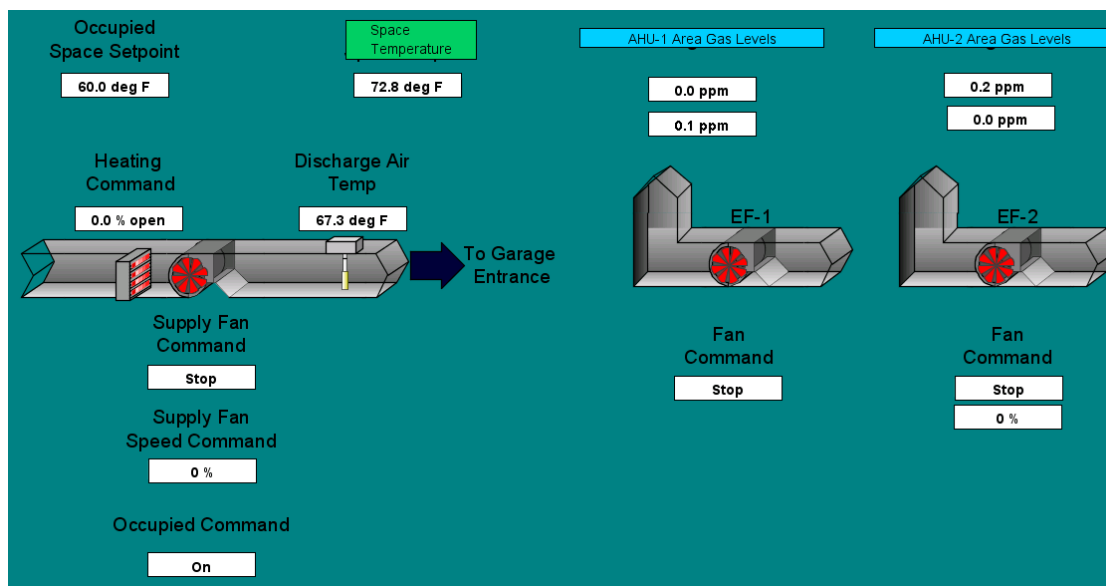 Occupied
Space Setpoint
60.0 deg F
Space
Temperature
72.8 deg F
AHU-1 Area Gas Levels
0.0 ppm
0.1 ppm
AHU-2 Area Gas Levels
0.2 ppm
0.0 ppm
Heating
Command
0.0 % open
Discharge Air
Temp
67.3 deg F
To Garage
Entrance
EF-1
EF-2
Supply Fan
Command
Stop
Supply Fan
Speed Command
0 %
Occupied Command
On
Fan
Command
Stop
Fan
Command
Stop
0 %